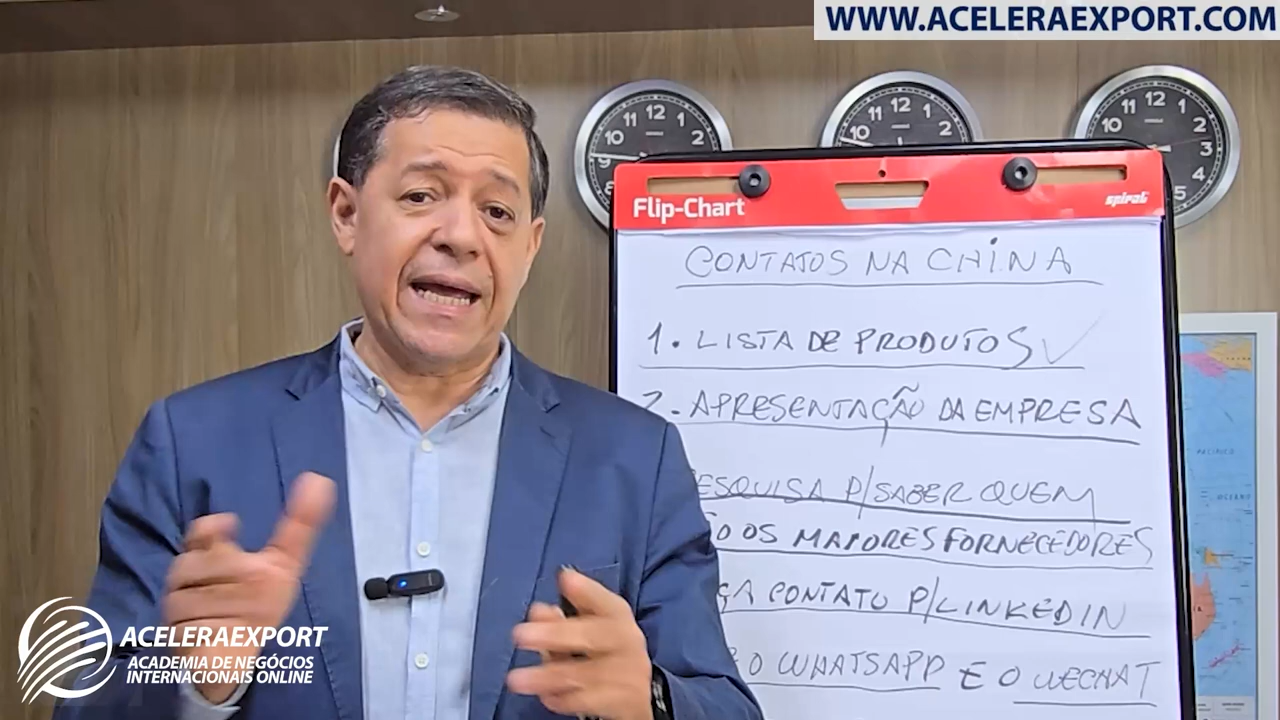 WWW.ACELERAEXPORT.COM
Flip-Chart
spiral
CONTATOS NA CHINA
1. LISTA DE PRODUTOS ✓
2. APRESENTAÇÃO DA EMPRESA
ESQUISA P/SABER QUEM
OS MAIORES FORNECEDORES
CONTATO P/LINKEDIN
O WHATSAPP E O WECHAT
ACELERAEXPORT
ACADEMIA DE NEGÓCIOS
INTERNACIONAIS ONLINE